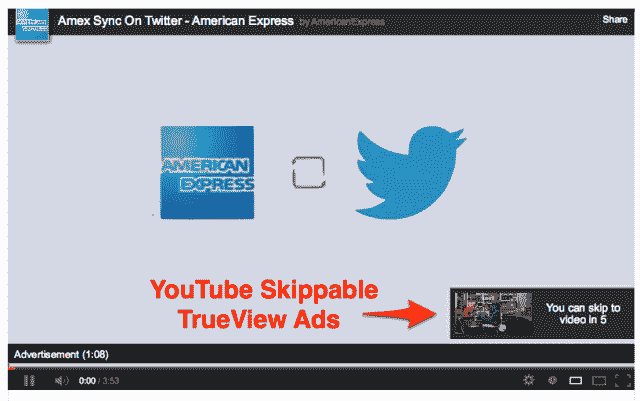 Amex Sync On Twitter - American Express by AmericanExpress
Share
AMERICAN
EXPRESS
YouTube Skippable
TrueView Ads
You can skip to
video in 5
Advertisement (1:08)
0:00 / 3:53